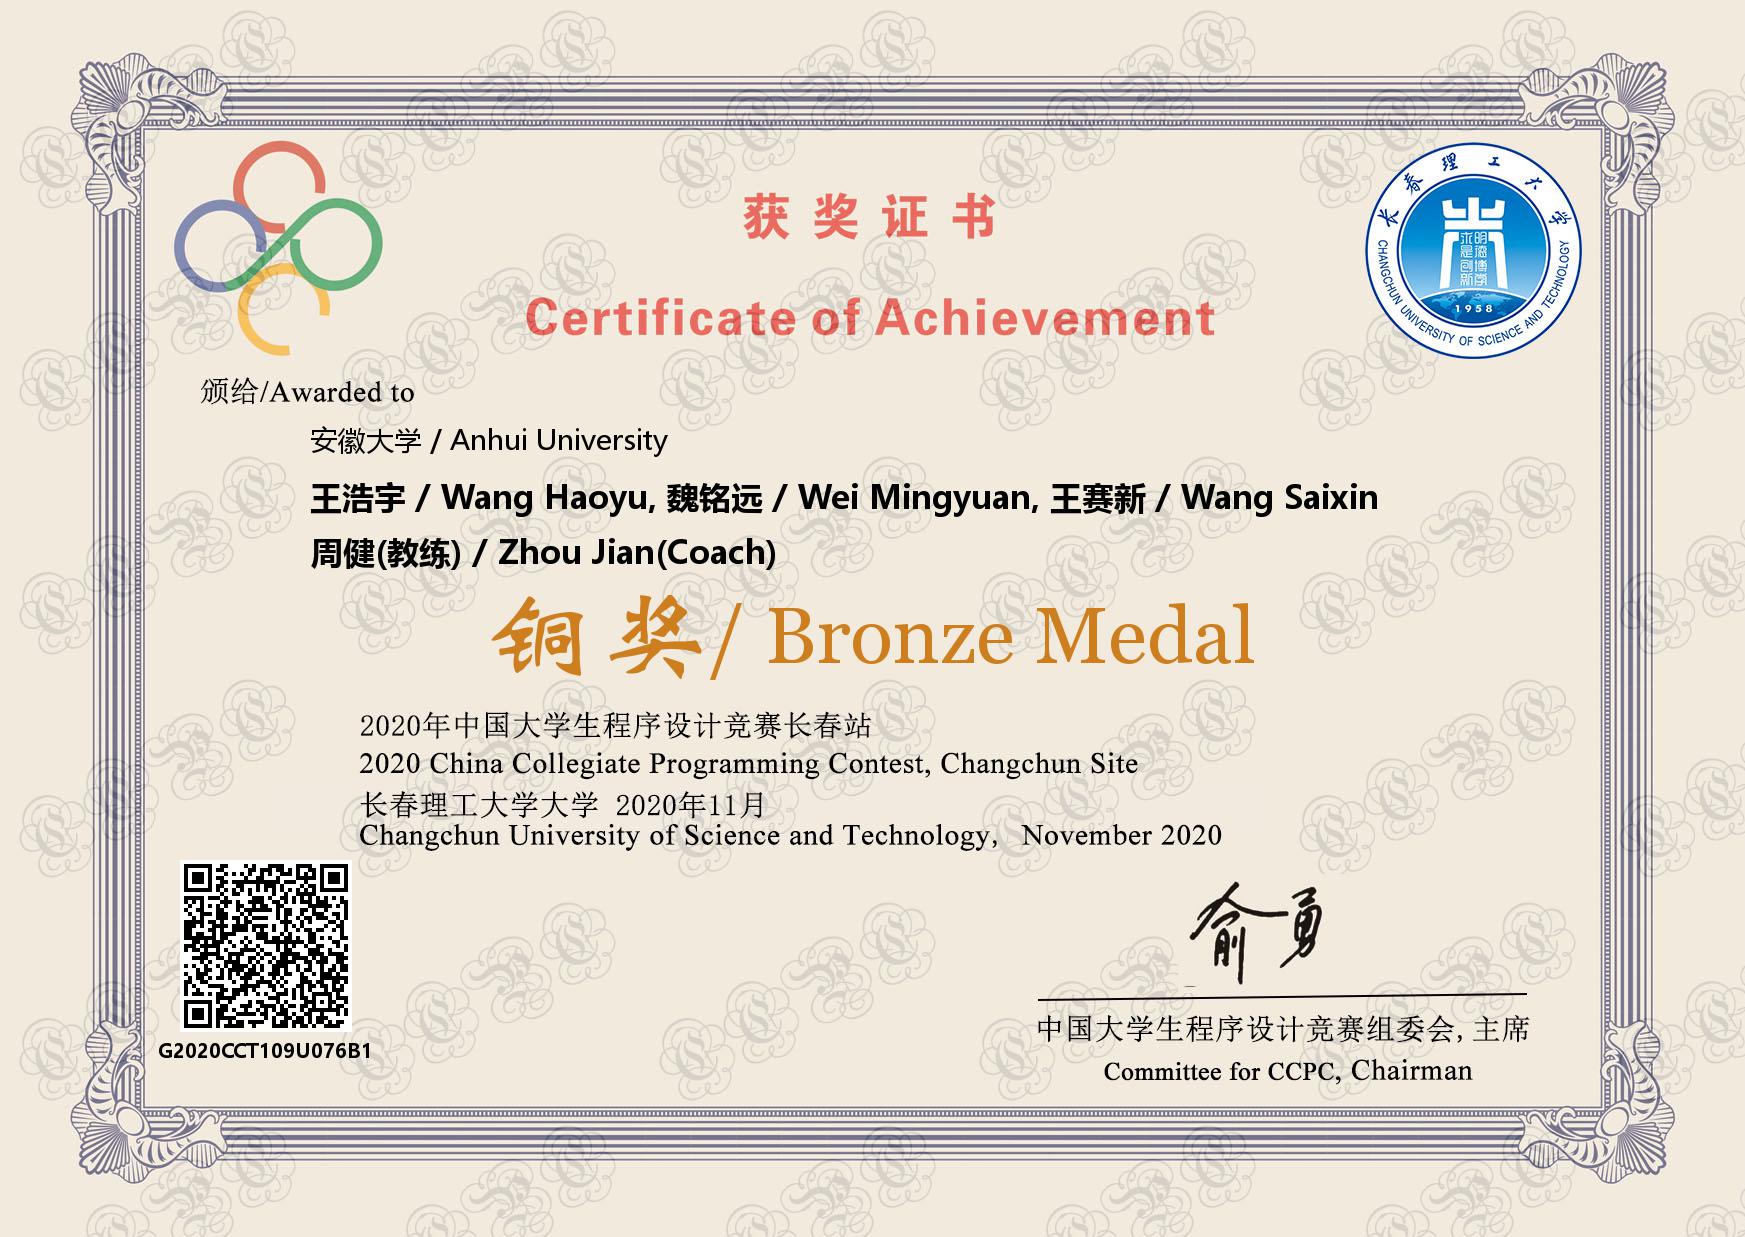 获奖证书
Certificate of Achievement
长春理工大学
明德博学
求是创新
1958
CHANGCHUN UNIVERSITY OF SCIENCE AND TECHNOLOGY
颁给/Awarded to
安徽大学 / Anhui University
王浩宇 / Wang Haoyu, 魏铭远 / Wei Mingyuan, 王赛新 / Wang Saixin
周健(教练) / Zhou Jian(Coach)
铜奖/ Bronze Medal
2020年中国大学生程序设计竞赛长春站
2020 China Collegiate Programming Contest, Changchun Site
长春理工大学大学 2020年11月
Changchun University of Science and Technology, November 2020
G2020CCT109U076B1
俞勇
中国大学生程序设计竞赛组委会, 主席
Committee for CCPC, Chairman